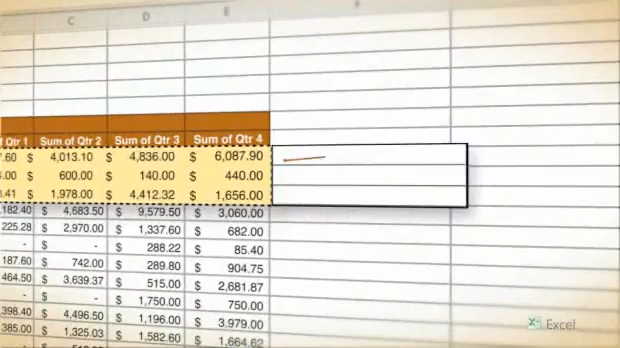 C D E F
Qtr 1 Sum of Qtr 2 Sum of Qtr 3 Sum of Qtr 4
.60 $ 4,013.10 $ 4,836.00 $ 6,087.90
.00 $ 600.00 $ 140.00 $ 440.00
.41 $ 1,978.00 $ 4,412.32 $ 1,656.00
,182.40 $ 4,683.50 $ 9,579.50 $ 3,060.00
225.28 $ 2,970.00 $ 1,337.60 $ 682.00
- $ - $ 288.22 $ 85.40
187.60 $ 742.00 $ 289.80 $ 904.75
464.50 $ 3,639.37 $ 515.00 $ 2,681.87
- $ - $ 1,750.00 $ 750.00
,398.40 $ 4,496.50 $ 1,196.00 $ 3,979.00
385.00 $ 1,325.03 $ 1,582.60 $ 1,664.62
Excel